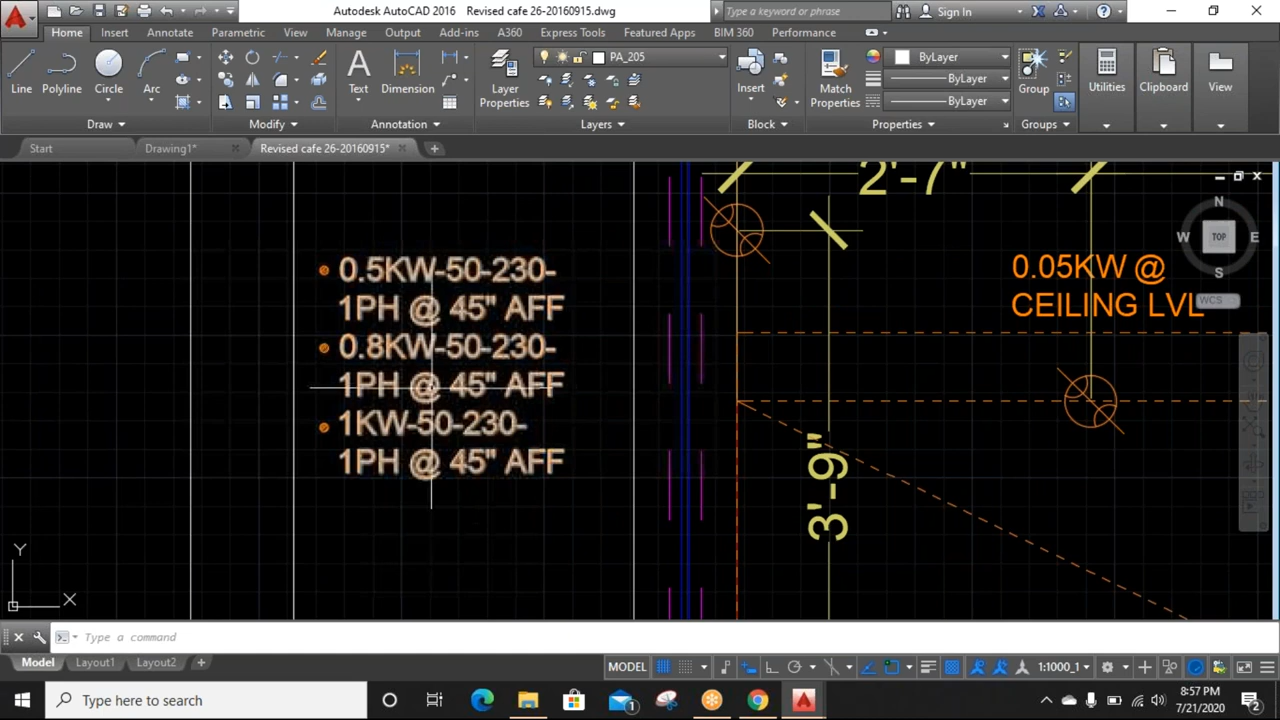 Autodesk AutoCAD 2016 Revised cafe 26-20160915.dwg
Type a keyword or phrase
Sign In
Home Insert Annotate Parametric View Manage Output Add-ins A360 Express Tools Featured Apps BIM 360 Performance
PA_205
ByLayer
ByLayer
ByLayer
Line Polyline Circle Arc
Text Dimension
Layer Properties
Insert
Match Properties
Group
Utilities
Clipboard
View
Draw Modify Annotation Layers Block Properties Groups
Start Drawing1* Revised cafe 26-20160915*
2'-7"
N
W TOP E
S
WCS
0.5KW-50-230-
1PH @ 45" AFF
0.8KW-50-230-
1PH @ 45" AFF
1KW-50-230-
1PH @ 45" AFF
0.05KW @
CEILING LVL
3'-9"
Y
X
Type a command
Model Layout1 Layout2
MODEL
1:1000_1
Type here to search
1
8:57 PM
7/21/2020
2